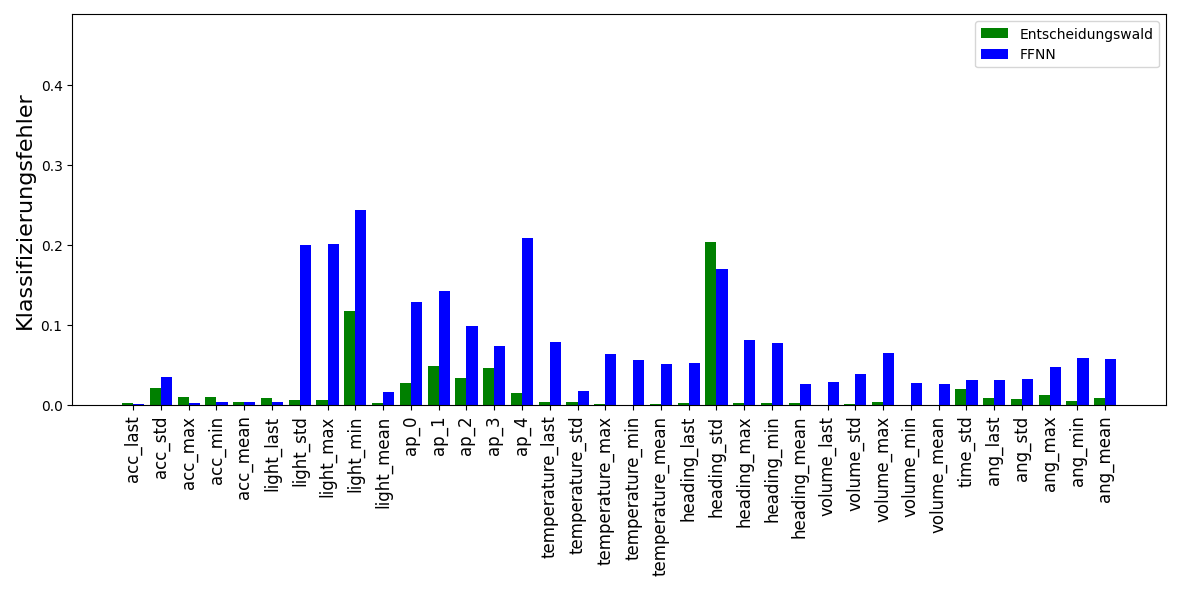 Klassifizierungsfehler
0.4
0.3
0.2
0.1
0.0
Entscheidungswald
FFNN
acc_last
acc_std
acc_max
acc_min
acc_mean
light_last
light_std
light_max
light_min
light_mean
ap_0
ap_1
ap_2
ap_3
ap_4
temperature_last
temperature_std
temperature_max
temperature_min
temperature_mean
heading_last
heading_std
heading_max
heading_min
heading_mean
volume_last
volume_std
volume_max
volume_min
volume_mean
time_std
ang_last
ang_std
ang_max
ang_min
ang_mean